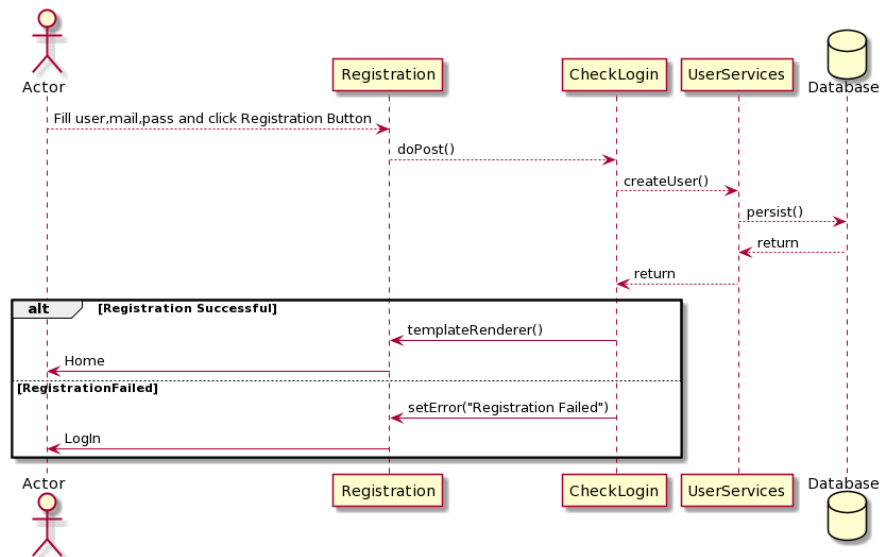 Actor
Registration
CheckLogin
UserServices
Database
Fill user,mail,pass and click Registration Button
doPost()
createUser()
persist()
return
return
alt [Registration Successful]
templateRenderer()
Home
[RegistrationFailed]
setError("Registration Failed")
LogIn
Actor
Registration
CheckLogin
UserServices
Database